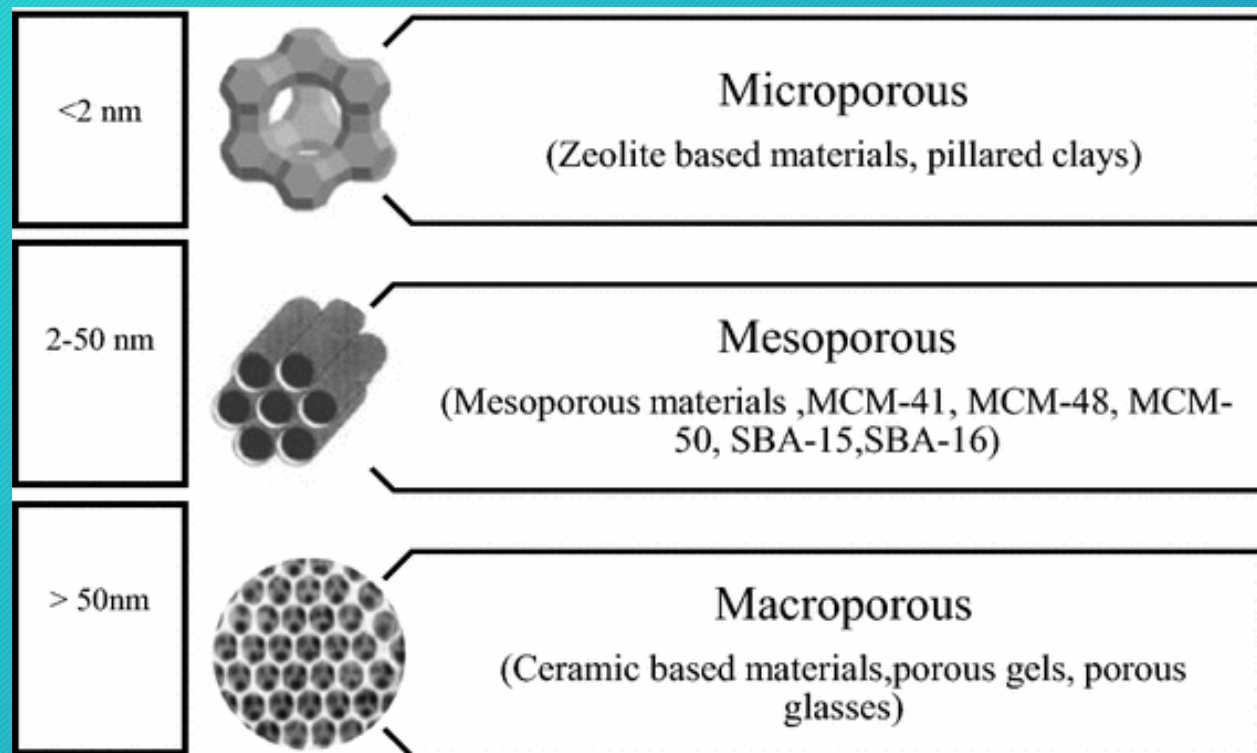 <2 nm
Microporous
(Zeolite based materials, pillared clays)
2-50 nm
Mesoporous
(Mesoporous materials ,MCM-41, MCM-48, MCM-
50, SBA-15,SBA-16)
> 50nm
Macroporous
(Ceramic based materials,porous gels, porous
glasses)